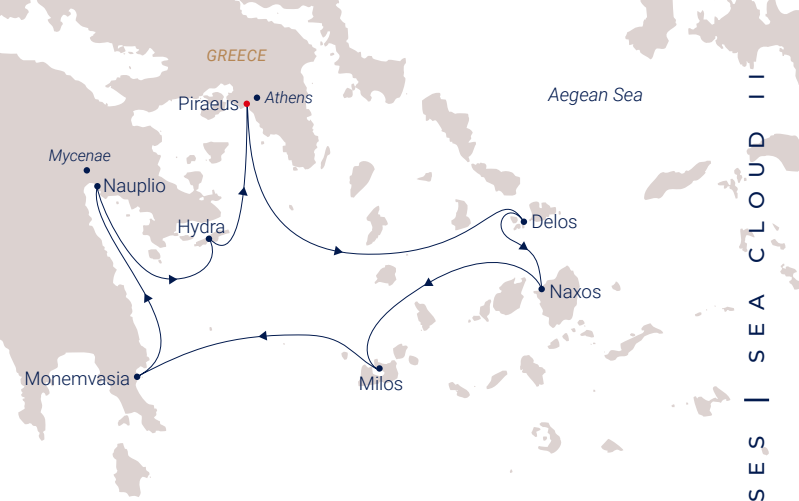 GREECE
Aegean Sea
Athens
Piraeus
Mycenae
Nauplio
Hydra
Delos
Naxos
Monemvasia
Milos
SES | SEA CLOUD II